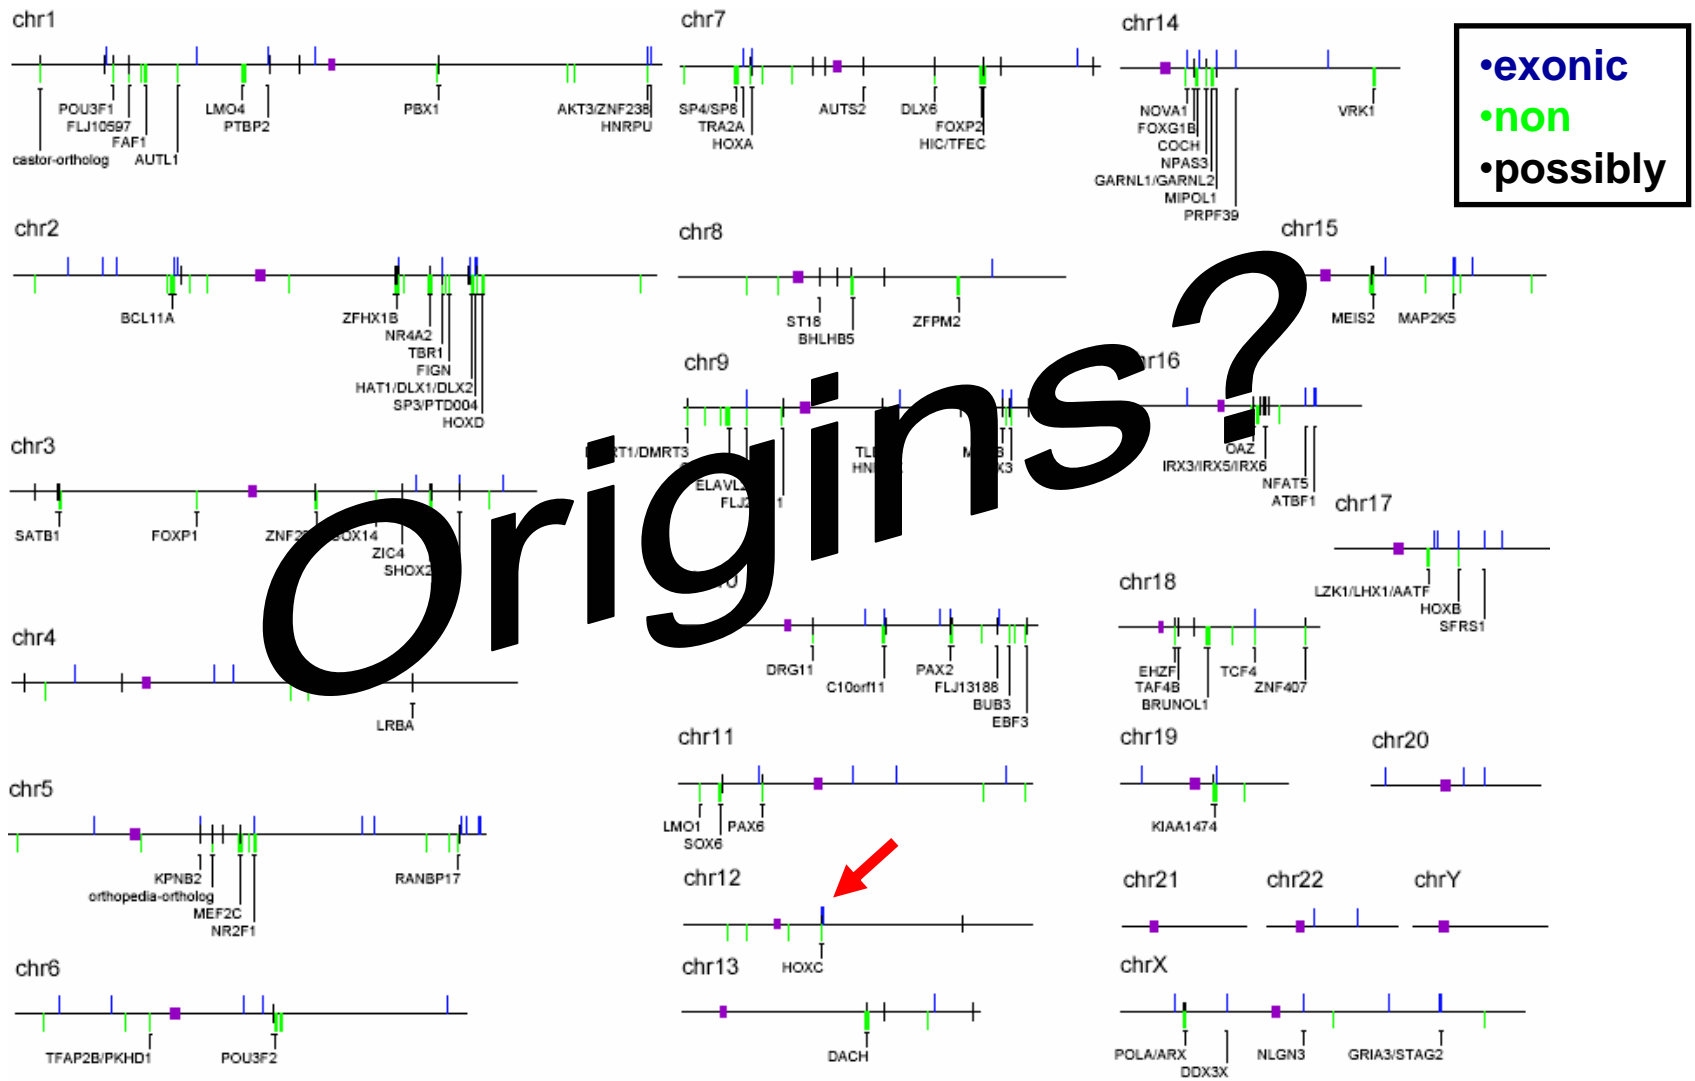 chr1
POU3F1
FLJ10597
FAF1
castor-ortholog
AUTL1
LMO4
PTBP2
PBX1
AKT3/ZNF238
HNRPU
chr2
BCL11A
ZFHX1B
NR4A2
TBR1
FIGN
HAT1/DLX1/DLX2
SP3/PTD004
HOXD
chr3
SATB1
FOXP1
ZIC4
chr4
LRBA
chr5
KPNB2
orthopedia-ortholog
MEF2C
NR2F1
RANBP17
chr6
TFAP2B/PKHD1
POU3F2
chr7
SP4/SP8
TRA2A
HOXA
AUTS2
DLX6
FOXP2
HIC/TFEC
chr8
ST18
BHLHB5
ZFPM2
chr9
DRG11
C10orf11
PAX2
FLJ13188
BUB3
EBF3
chr11
LMO1
SOX6
PAX6
chr12
HOXC
chr13
DACH
chr14
NOVA1
FOXG1B
COCH
NPAS3
GARNL1/GARNL2
MIPOL1
PRPF39
VRK1
chr15
MEIS2
MAP2K5
OAZ
IRX3/IRX5/IRX6
NFAT5
ATBF1
chr17
LZK1/LHX1/AATF
HOXB
SFRS1
chr18
EHZF
TAF4B
BRUNOL1
TCF4
ZNF407
chr19
KIAA1474
chr20
chr21
chr22
chrY
chrX
POLA/ARX
DDX3X
NLGN3
GRIA3/STAG2
•exonic
•non
•possibly
Origins?